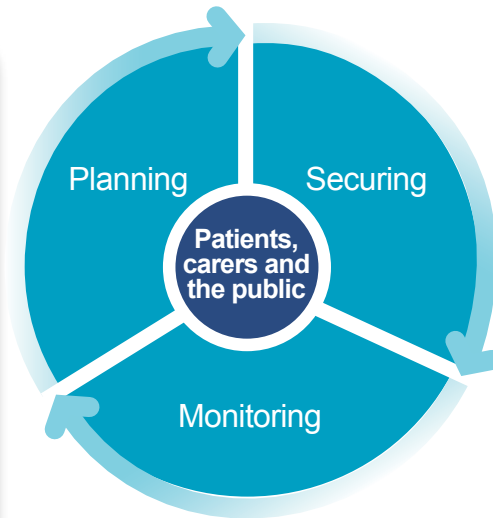 Planning
Securing
Patients,
carers and
the public
Monitoring